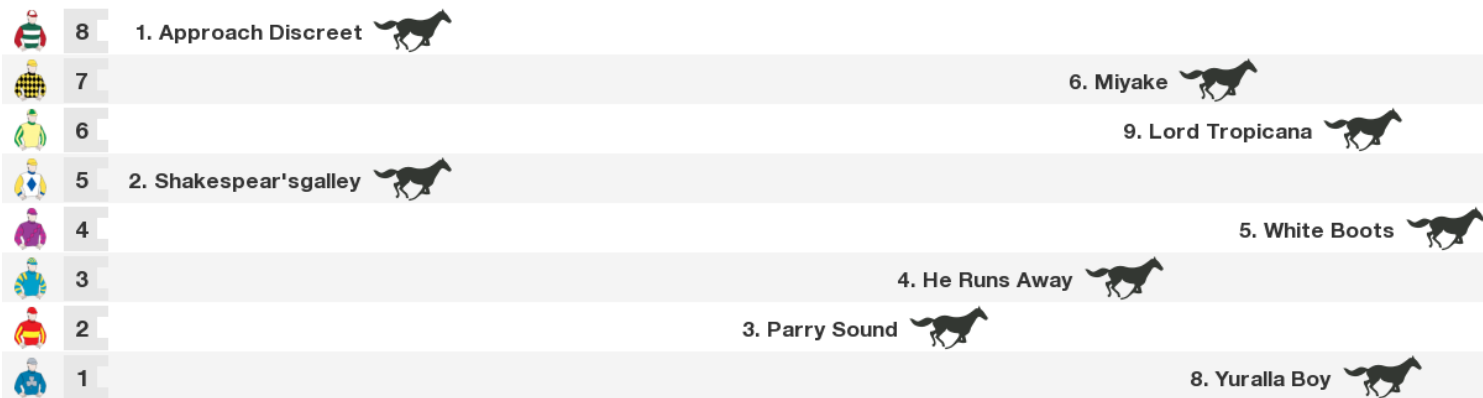 8 1. Approach Discreet
7 6. Miyake
6 9. Lord Tropicana
5 2. Shakespear'sgalley
4 5. White Boots
3 4. He Runs Away
2 3. Parry Sound
1 8. Yuralla Boy